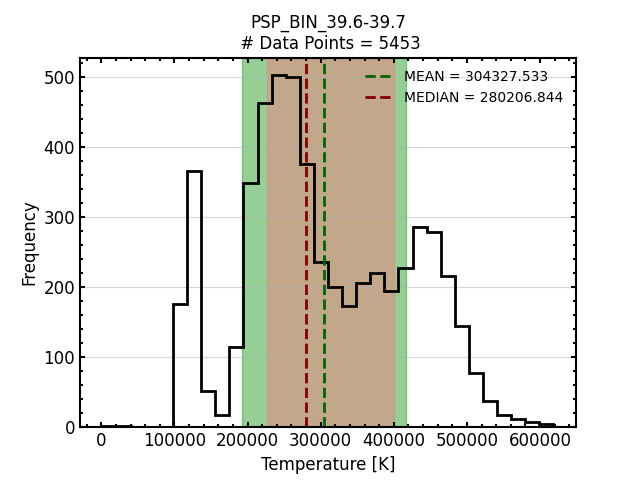 PSP_BIN_39.6-39.7
# Data Points = 5453
MEAN = 304327.533
MEDIAN = 280206.844
Frequency
500
400
300
200
100
0
0 100000 200000 300000 400000 500000 600000
Temperature [K]